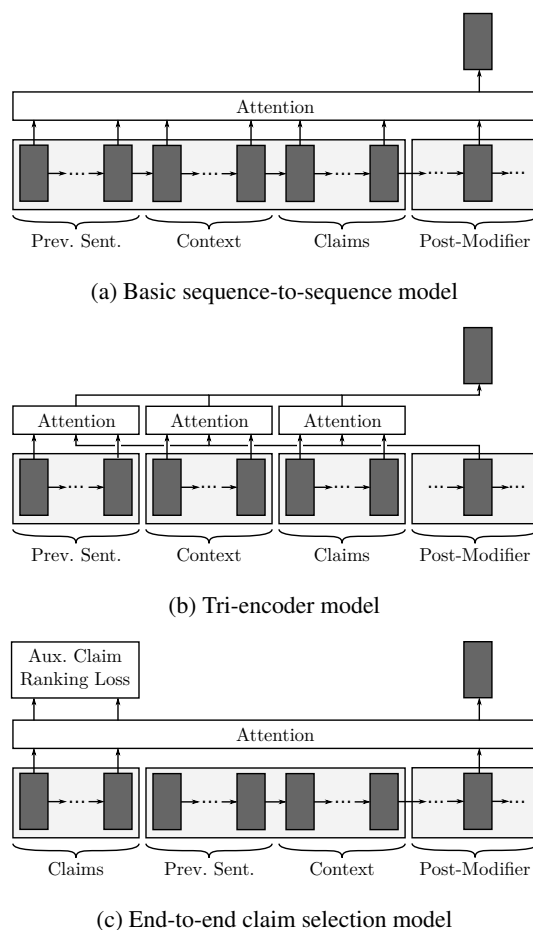 Attention
... ... ... ... ...
Prev. Sent. Context Claims Post-Modifier
(a) Basic sequence-to-sequence model
Attention Attention Attention
... ... ... ... ...
Prev. Sent. Context Claims Post-Modifier
(b) Tri-encoder model
Aux. Claim
Ranking Loss
Attention
... ... ... ... ...
Claims Prev. Sent. Context Post-Modifier
(c) End-to-end claim selection model